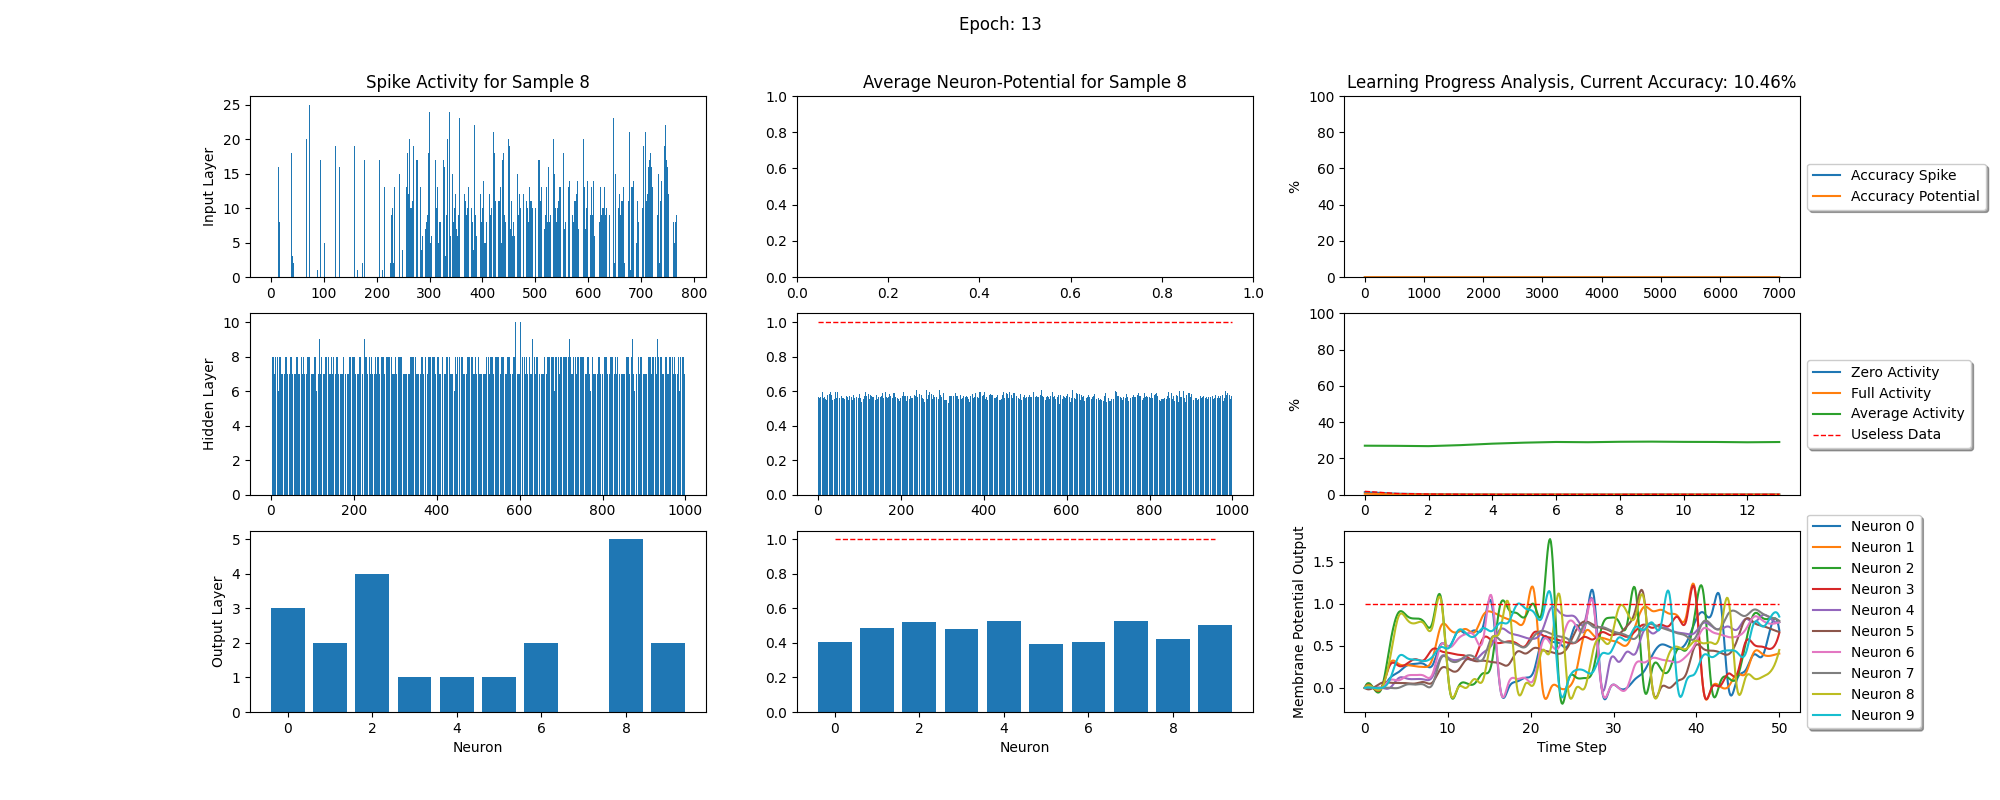 Epoch: 13
Spike Activity for Sample 8
Input Layer
25
20
15
10
5
0
0 100 200 300 400 500 600 700 800
Average Neuron-Potential for Sample 8
1.0
0.8
0.6
0.4
0.2
0.0
0.0 0.2 0.4 0.6 0.8 1.0
Learning Progress Analysis, Current Accuracy: 10.46%
%
100
80
60
40
20
0
0 1000 2000 3000 4000 5000 6000 7000
Accuracy Spike
Accuracy Potential
Hidden Layer
10
8
6
4
2
0
0 200 400 600 800 1000
1.0
0.8
0.6
0.4
0.2
0.0
0 200 400 600 800 1000
%
100
80
60
40
20
0
0 2 4 6 8 10 12
Zero Activity
Full Activity
Average Activity
Useless Data
Output Layer
5
4
3
2
1
0
0 2 4 6 8
Neuron
1.0
0.8
0.6
0.4
0.2
0.0
0 2 4 6 8
Neuron
Membrane Potential Output
1.5
1.0
0.5
0.0
0 10 20 30 40 50
Time Step
Neuron 0
Neuron 1
Neuron 2
Neuron 3
Neuron 4
Neuron 5
Neuron 6
Neuron 7
Neuron 8
Neuron 9